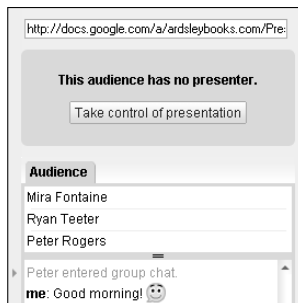 http://docs.google.com/a/ardsleybooks.com/Pre
This audience has no presenter.
Take control of presentation
Audience
Mira Fontaine
Ryan Teeter
Peter Rogers
Peter entered group chat.
me: Good morning!